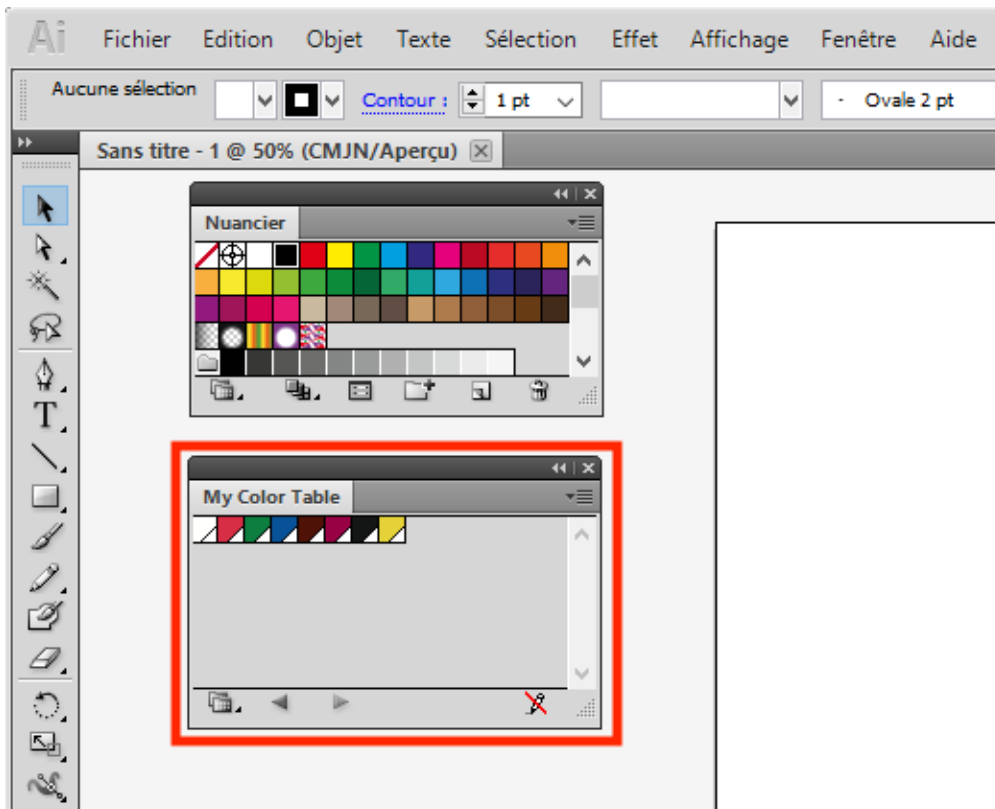 Ai Fichier Edition Objet Texte Sélection Effet Affichage Fenêtre Aide
Aucune sélection Contour : 1 pt - Ovale 2 pt
Sans titre - 1 @ 50% (CMJN/Aperçu)
Nuancier
My Color Table